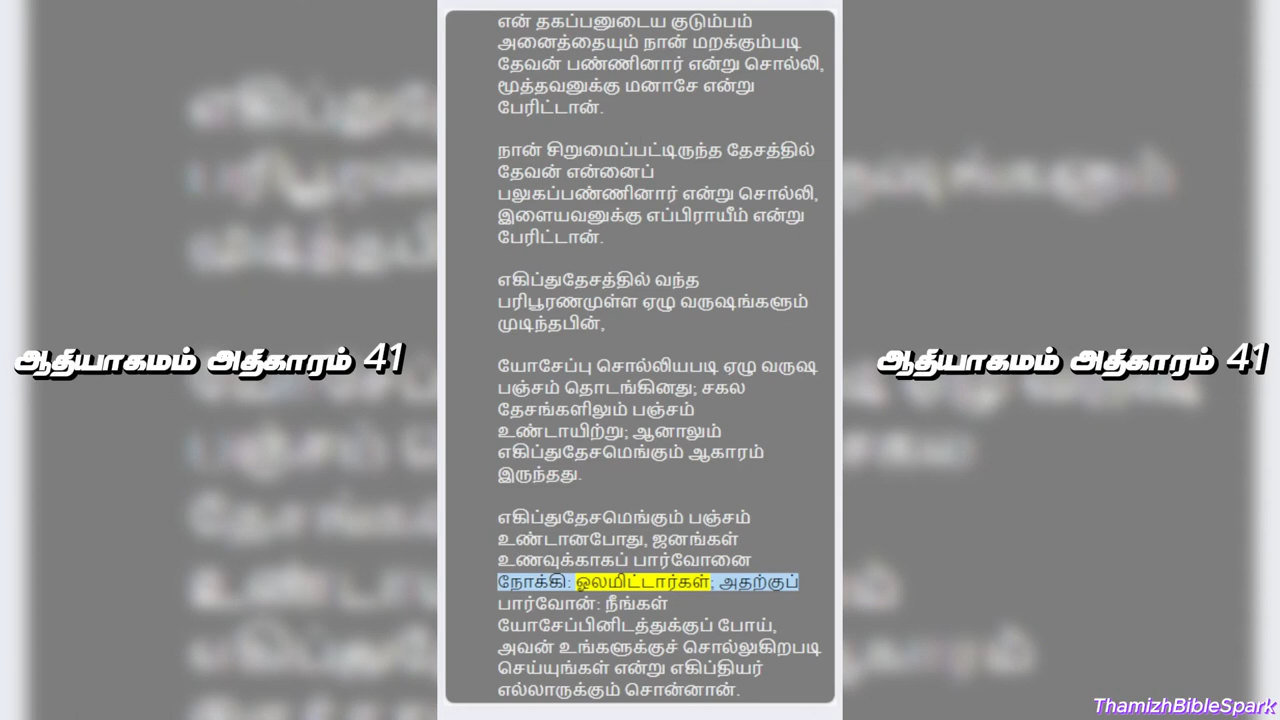 என் தகப்பனுடைய குடும்பம்
அனைத்தையும் நான் மறக்கும்படி
தேவன் பண்ணினார் என்று சொல்லி,
மூத்தவனுக்கு மனாசே என்று
பேரிட்டான்.
நான் சிறுமைப்பட்டிருந்த தேசத்தில்
தேவன் என்னைப்
பலுகப்பண்ணினார் என்று சொல்லி,
இளையவனுக்கு எப்பிராயீம் என்று
பேரிட்டான்.
எகிப்துதேசத்தில் வந்த
பரிபூரணமுள்ள ஏழு வருஷங்களும்
முடிந்தபின்,
யோசேப்பு சொல்லியபடி ஏழு வருஷ
பஞ்சம் தொடங்கினது; சகல
தேசங்களிலும் பஞ்சம்
உண்டாயிற்று; ஆனாலும்
எகிப்துதேசமெங்கும் ஆகாரம்
இருந்தது.
எகிப்துதேசமெங்கும் பஞ்சம்
உண்டானபோது, ஜனங்கள்
உணவுக்காகப் பார்வோனை
நோக்கி: ஓலமிட்டார்கள்; அதற்குப்
பார்வோன்: நீங்கள்
யோசேப்பினிடத்துக்குப் போய்,
அவன் உங்களுக்குச் சொல்லுகிறபடி
செய்யுங்கள் என்று எகிப்தியர்
எல்லாருக்கும் சொன்னான்.
ஆதியாகமம் அதிகாரம் 41
ஆதியாகமம் அதிகாரம் 41
ThamizhBibleSpark